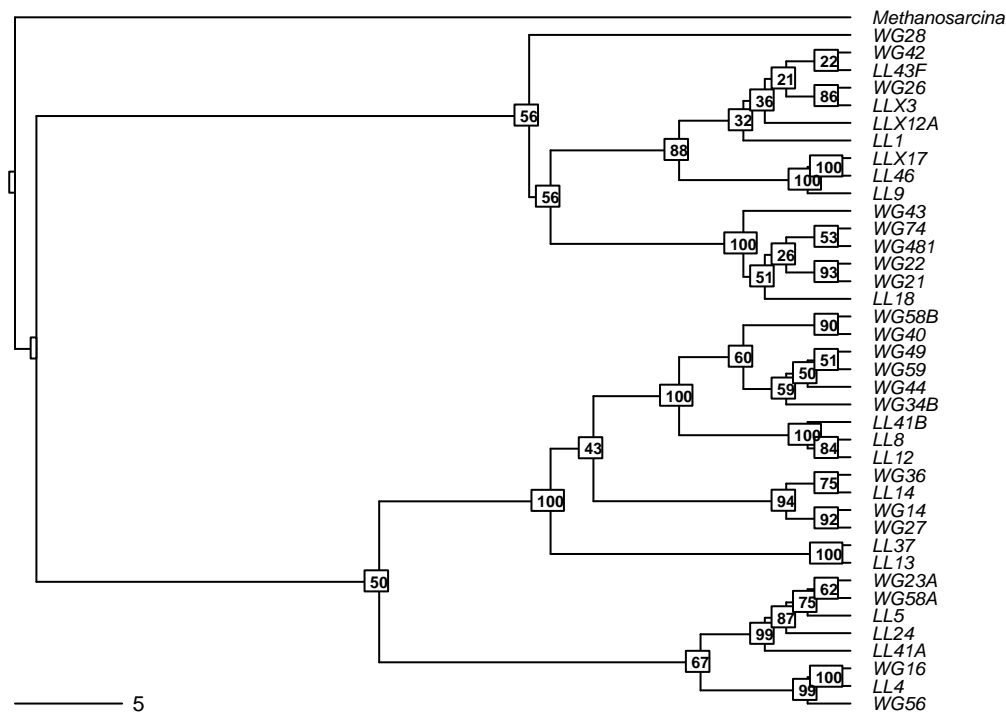 Methanosarcina
WG28
WG42
22
LL43F
21
WG26
86
36
LLX3
32
LLX12A
56
LL1
88
LLX17
100
LL46
100
LL9
56
WG43
WG74
53
100
WG481
26
WG22
93
51
WG21
LL18
WG58B
90
WG40
60
WG49
51
WG59
50
59
WG44
100
WG34B
LL41B
100
LL8
43
84
LL12
WG36
75
LL14
100
94
WG14
92
WG27
LL37
100
LL13
50
WG23A
62
WG58A
75
LL5
87
99
LL24
LL41A
67
WG16
100
LL4
99
WG56
5